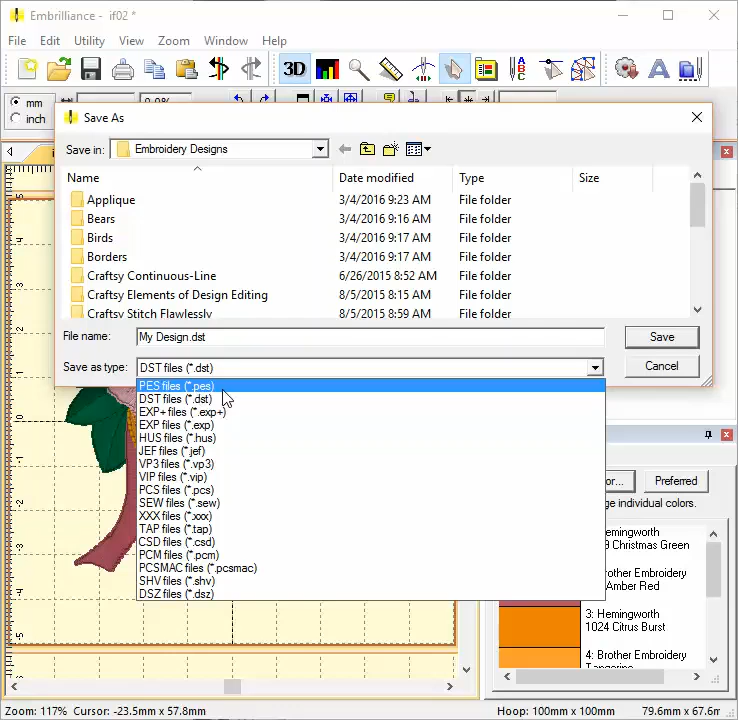 Embrilliance - if02 *
File Edit Utility View Zoom Window Help
3D
A
B
C
A
mm
inch
0.0%
Save As
Save in: Embroidery Designs
Name Date modified Type Size
Applique 3/4/2016 9:23 AM File folder
Bears 3/4/2016 9:16 AM File folder
Birds 3/4/2016 9:17 AM File folder
Borders 3/4/2016 9:17 AM File folder
Craftsy Continuous-Line 6/26/2015 8:52 AM File folder
Craftsy Elements of Design Editing 8/5/2015 8:15 AM File folder
Craftsy Stitch Flawlessly 8/5/2015 8:59 AM File folder
File name: My Design.dst Save
Save as type: DST files (*.dst) Cancel
PES files (*.pes)
DST files (*.dst)
EXP+ files (*.exp+)
EXP files (*.exp)
HUS files (*.hus)
JEF files (*.jef)
VP3 files (*.vp3)
VIP files (*.vip)
PCS files (*.pcs)
SEW files (*.sew)
XXX files (*.xxx)
TAP files (*.tap)
CSD files (*.csd)
PCM files (*.pcm)
PCSMAC files (*.pcsmac)
SHV files (*.shv)
DSZ files (*.dsz)
or... Preferred
ge individual colors.
Hemingworth
Christmas Green
Brother Embroidery
Amber Red
3: Hemingworth
1024 Citrus Burst
4: Brother Embroidery
Tangerine
Zoom: 117% Cursor: -23.5mm x 57.8mm Hoop: 100mm x 100mm 79.6mm x 67.6m